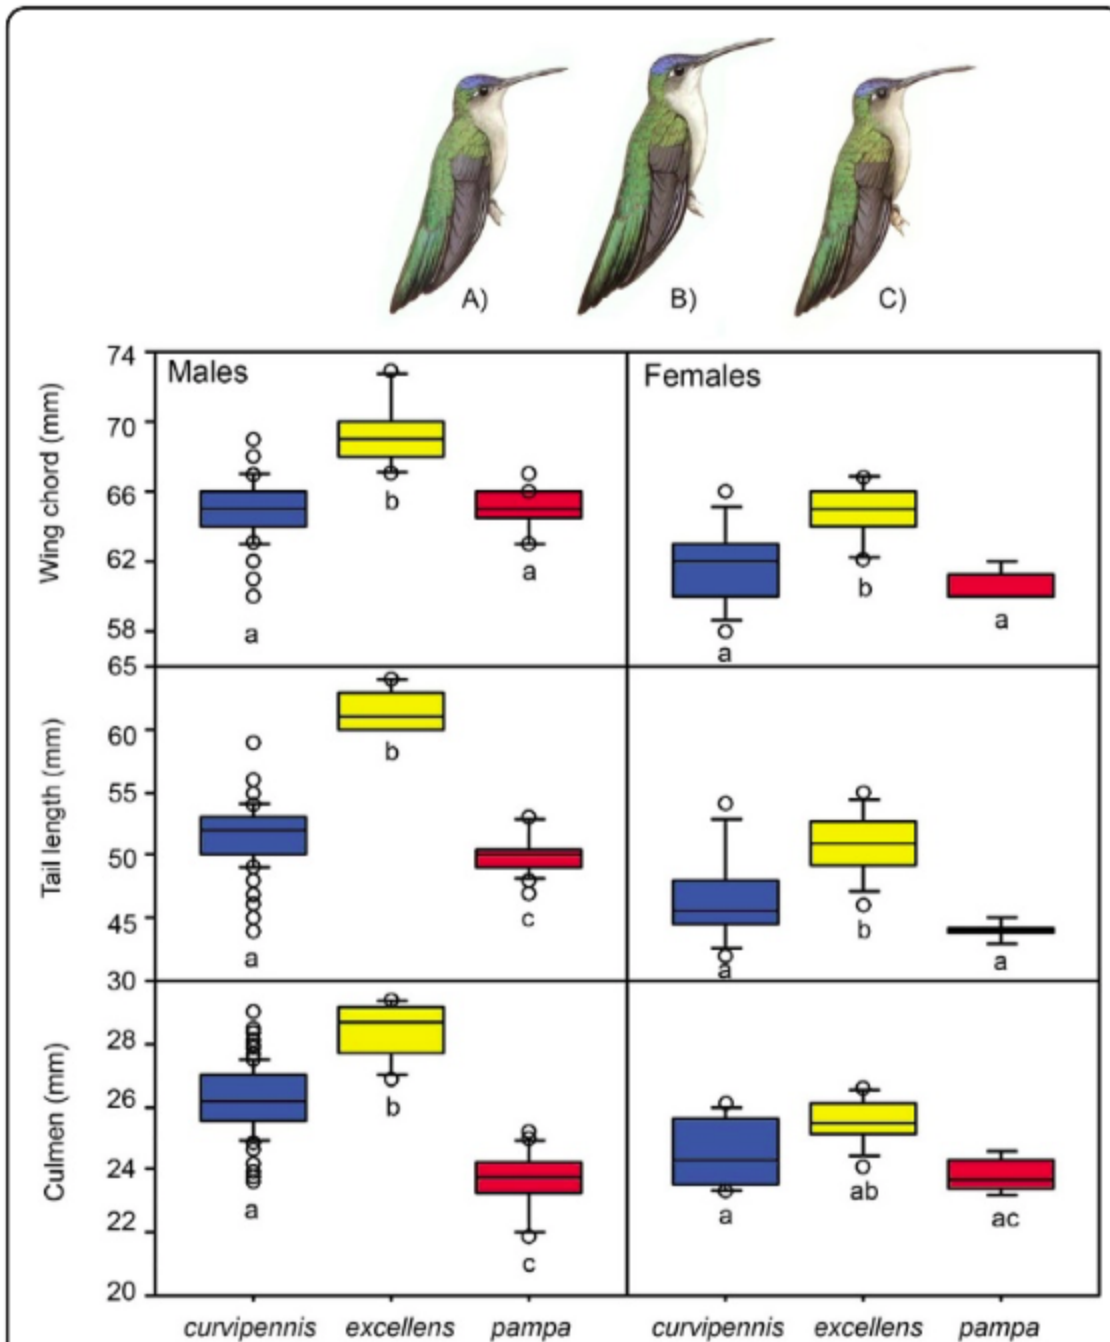 A) B) C)
Males Females
Wing chord (mm)
74
70
66
62
58
a b a
a b a
Tail length (mm)
65
60
55
50
45
a b c
a b a
Culmen (mm)
30
28
26
24
22
20
a b c
a ab ac
curvipennis excellens pampa curvipennis excellens pampa